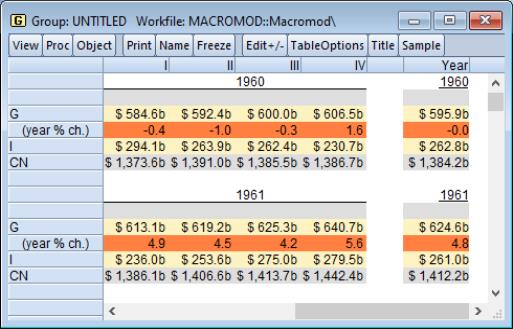 G Group: UNTITLED Workfile: MACROMOD::Macromod\
View Proc Object Print Name Freeze Edit+/- TableOptions Title Sample
I II III IV Year
1960 1960
G $ 584.6b $ 592.4b $ 600.0b $ 606.5b $ 595.9b
(year % ch.) -0.4 -1.0 -0.3 1.6 -0.0
I $ 294.1b $ 263.9b $ 262.4b $ 230.7b $ 262.8b
CN $ 1,373.6b $ 1,391.0b $ 1,385.5b $ 1,386.7b $ 1,384.2b
1961 1961
G $ 613.1b $ 619.2b $ 625.3b $ 640.7b $ 624.6b
(year % ch.) 4.9 4.5 4.2 5.6 4.8
I $ 236.0b $ 253.6b $ 275.0b $ 279.5b $ 261.0b
CN $ 1,386.1b $ 1,406.6b $ 1,413.7b $ 1,442.4b $ 1,412.2b